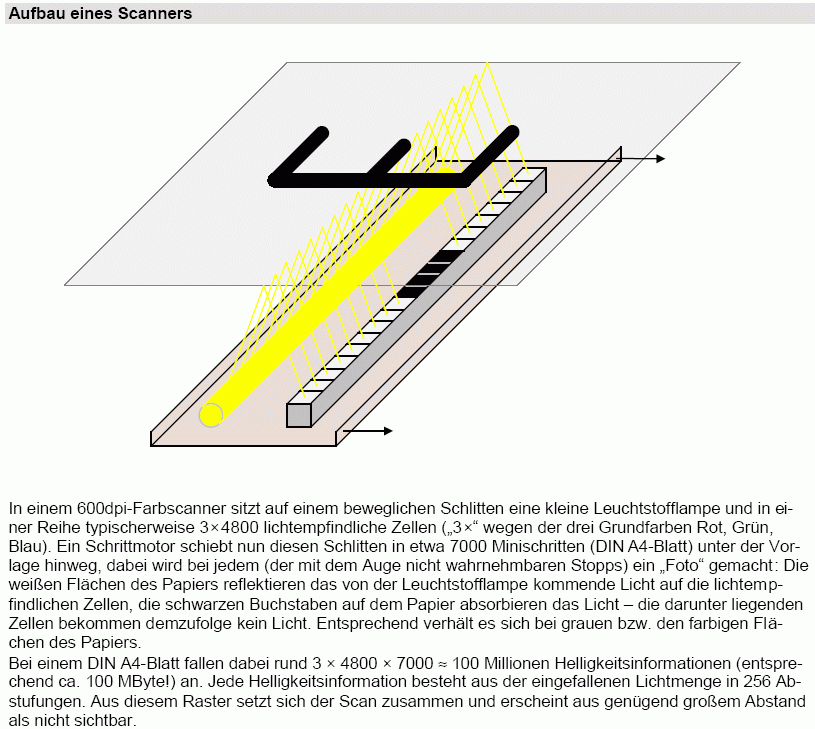 Aufbau eines Scanners
In einem 600dpi-Farbscanner sitzt auf einem beweglichen Schlitten eine kleine Leuchtstofflampe und in ei-
ner Reihe typischerweise 3×4800 lichtempfindliche Zellen („3×“ wegen der drei Grundfarben Rot, Grün,
Blau). Ein Schrittmotor schiebt nun diesen Schlitten in etwa 7000 Minischritten (DIN A4-Blatt) unter der Vor-
lage hinweg, dabei wird bei jedem (der mit dem Auge nicht wahrnehmbaren Stopps) ein „Foto“ gemacht: Die
weißen Flächen des Papiers reflektieren das von der Leuchtstofflampe kommende Licht auf die lichtemp-
findlichen Zellen, die schwarzen Buchstaben auf dem Papier absorbieren das Licht – die darunter liegenden
Zellen bekommen demzufolge kein Licht. Entsprechend verhält es sich bei grauen bzw. den farbigen Flä-
chen des Papiers.
Bei einem DIN A4-Blatt fallen dabei rund 3 × 4800 × 7000 ≈ 100 Millionen Helligkeitsinformationen (entspre-
chend ca. 100 MByte!) an. Jede Helligkeitsinformation besteht aus der eingefallenen Lichtmenge in 256 Ab-
stufungen. Aus diesem Raster setzt sich der Scan zusammen und erscheint aus genügend großem Abstand
als nicht sichtbar.